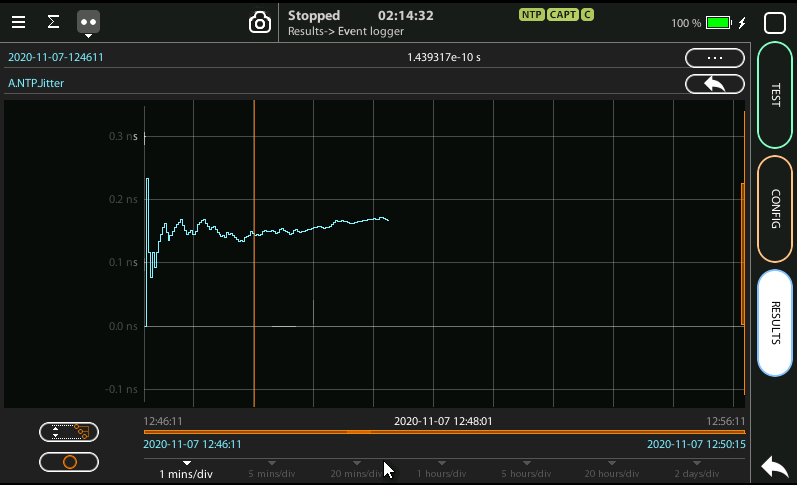 Stopped 02:14:32
NTP CAPT C
100 %
Results-> Event logger
2020-11-07-124611 1.439317e-10 s
...
A.NTP.Jitter
TEST
CONFIG
RESULTS
0.3 ns
0.2 ns
0.1 ns
0.0 ns
-0.1 ns
12:46:11 2020-11-07 12:48:01 12:56:11
2020-11-07 12:46:11 2020-11-07 12:50:15
1 mins/div 5 mins/div 20 mins/div 1 hours/div 5 hours/div 20 hours/div 2 days/div